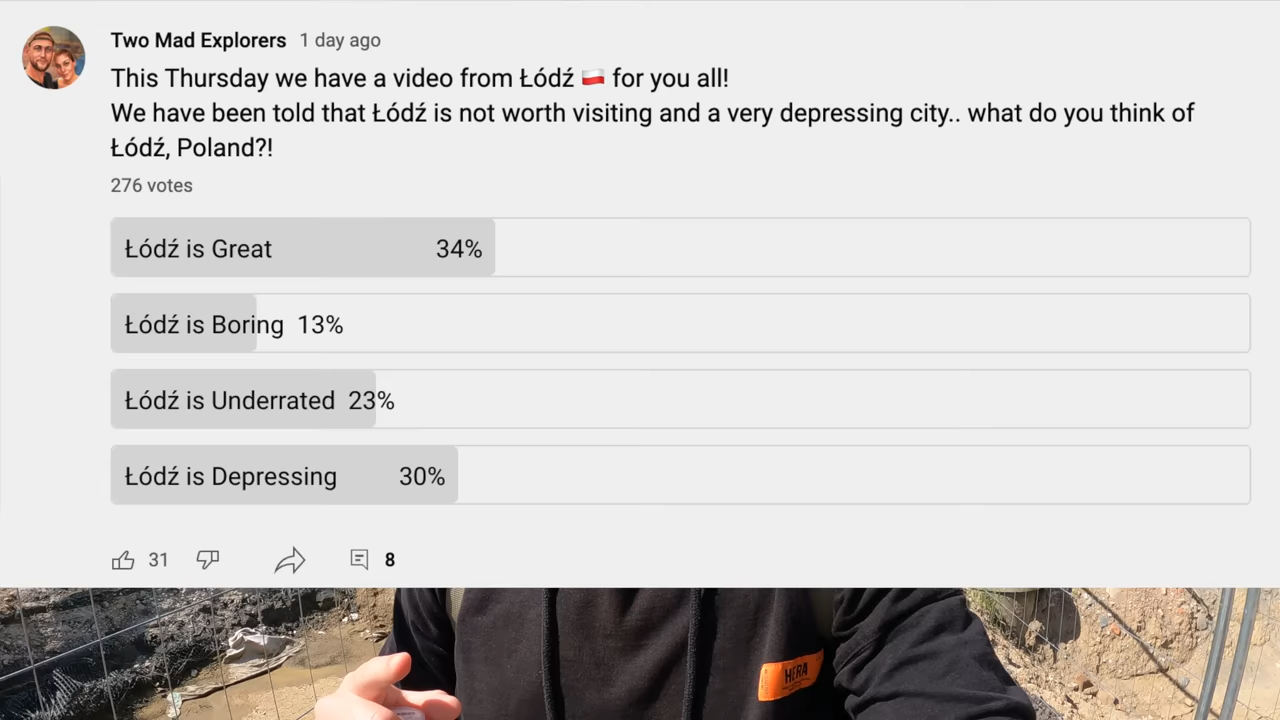 Two Mad Explorers 1 day ago
This Thursday we have a video from Łódź 🇵🇱 for you all!
We have been told that Łódź is not worth visiting and a very depressing city.. what do you think of
Łódź, Poland?!
276 votes
Łódź is Great 34%
Łódź is Boring 13%
Łódź is Underrated 23%
Łódź is Depressing 30%
31 8
HERA